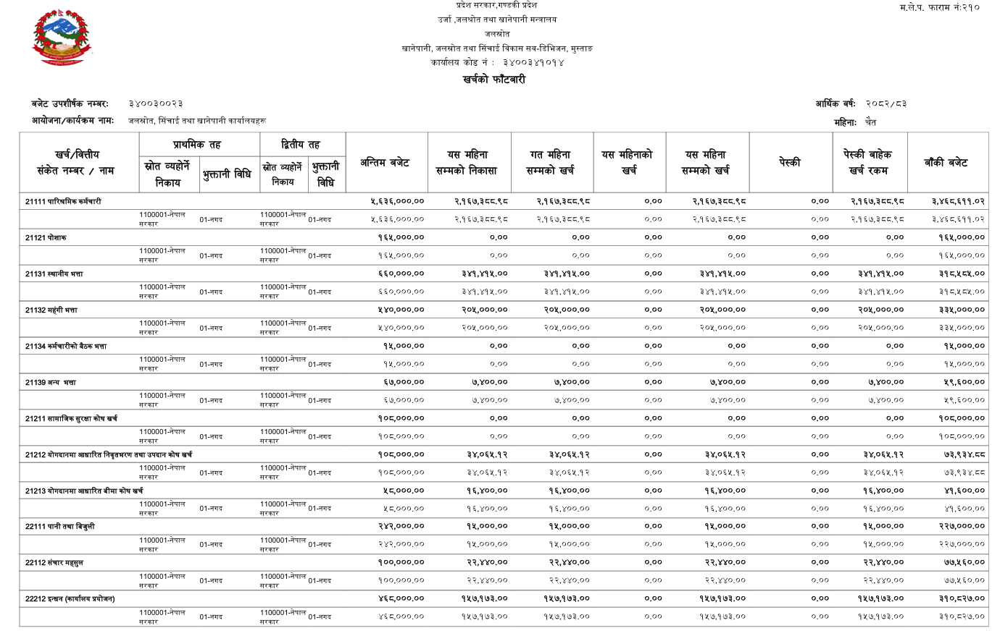 प्रदेश सरकार,गण्डकी प्रदेश
म.ले.प. फाराम नं:२१०
उर्जा ,जलश्रोत तथा खानेपानी मन्त्रालय
जलस्रोत
खानेपानी, जलस्रोत तथा सिंचाई विकास सव-डिभिजन, मुस्ताङ
कार्यालय कोड नं : ३४००३४१०१४
खर्चको फाँटबारी
बजेट उपशीर्षक नम्बर: ३४००३००२३ आर्थिक बर्ष: २०८२/८३
आयोजना/कार्यक्रम नाम: जलस्रोत, सिंचाई तथा खानेपानी कार्यालयहरू महिना: चैत
खर्च/वित्तीय संकेत नम्बर / नाम
प्राथमिक तह
स्रोत व्यहोर्ने निकाय
भुक्तानी विधि
द्वितीय तह
स्रोत व्यहोर्ने निकाय
भुक्तानी विधि
अन्तिम बजेट
यस महिना सम्मको निकासा
गत महिना सम्मको खर्च
यस महिनाको खर्च
यस महिना सम्मको खर्च
पेस्की
पेस्की बाहेक खर्च रकम
बाँकी बजेट
21111 पारिश्रमिक कर्मचारी ५,६३६,०००.०० २,१६७,३८८.९८ २,१६७,३८८.९८ ०.०० २,१६७,३८८.९८ ०.०० २,१६७,३८८.९८ ३,४६८,६११.०२
1100001-नेपाल सरकार 01-नगद 1100001-नेपाल सरकार 01-नगद ५,६३६,०००.०० २,१६७,३८८.९८ २,१६७,३८८.९८ ०.०० २,१६७,३८८.९८ ०.०० २,१६७,३८८.९८ ३,४६८,६११.०२
21121 पोशाक १६५,०००.०० ०.०० ०.०० ०.०० ०.०० ०.०० ०.०० १६५,०००.००
1100001-नेपाल सरकार 01-नगद 1100001-नेपाल सरकार 01-नगद १६५,०००.०० ०.०० ०.०० ०.०० ०.०० ०.०० ०.०० १६५,०००.००
21131 स्थानीय भत्ता ६६०,०००.०० ३४१,४१५.०० ३४१,४१५.०० ०.०० ३४१,४१५.०० ०.०० ३४१,४१५.०० ३१८,५८५.००
1100001-नेपाल सरकार 01-नगद 1100001-नेपाल सरकार 01-नगद ६६०,०००.०० ३४१,४१५.०० ३४१,४१५.०० ०.०० ३४१,४१५.०० ०.०० ३४१,४१५.०० ३१८,५८५.००
21132 महंगी भत्ता ५४०,०००.०० २०५,०००.०० २०५,०००.०० ०.०० २०५,०००.०० ०.०० २०५,०००.०० ३३५,०००.००
1100001-नेपाल सरकार 01-नगद 1100001-नेपाल सरकार 01-नगद ५४०,०००.०० २०५,०००.०० २०५,०००.०० ०.०० २०५,०००.०० ०.०० २०५,०००.०० ३३५,०००.००
21134 कर्मचारीको बैठक भत्ता १५,०००.०० ०.०० ०.०० ०.०० ०.०० ०.०० ०.०० १५,०००.००
1100001-नेपाल सरकार 01-नगद 1100001-नेपाल सरकार 01-नगद १५,०००.०० ०.०० ०.०० ०.०० ०.०० ०.०० ०.०० १५,०००.००
21139 अन्य भत्ता ६७,०००.०० ७,४००.०० ७,४००.०० ०.०० ७,४००.०० ०.०० ७,४००.०० ५९,६००.००
1100001-नेपाल सरकार 01-नगद 1100001-नेपाल सरकार 01-नगद ६७,०००.०० ७,४००.०० ७,४००.०० ०.०० ७,४००.०० ०.०० ७,४००.०० ५९,६००.००
21211 सामाजिक सुरक्षा कोष खर्च १०८,०००.०० ०.०० ०.०० ०.०० ०.०० ०.०० ०.०० १०८,०००.००
1100001-नेपाल सरकार 01-नगद 1100001-नेपाल सरकार 01-नगद १०८,०००.०० ०.०० ०.०० ०.०० ०.०० ०.०० ०.०० १०८,०००.००
21212 योगदानमा आधारित निवृतभरण तथा उपदान कोष खर्च १०८,०००.०० ३४,०६५.१२ ३४,०६५.१२ ०.०० ३४,०६५.१२ ०.०० ३४,०६५.१२ ७३,९३४.८८
1100001-नेपाल सरकार 01-नगद 1100001-नेपाल सरकार 01-नगद १०८,०००.०० ३४,०६५.१२ ३४,०६५.१२ ०.०० ३४,०६५.१२ ०.०० ३४,०६५.१२ ७३,९३४.८८
21213 योगदानमा आधारित बीमा कोष खर्च ५८,०००.०० १६,४००.०० १६,४००.०० ०.०० १६,४००.०० ०.०० १६,४००.०० ४१,६००.००
1100001-नेपाल सरकार 01-नगद 1100001-नेपाल सरकार 01-नगद ५८,०००.०० १६,४००.०० १६,४००.०० ०.०० १६,४००.०० ०.०० १६,४००.०० ४१,६००.००
22111 पानी तथा बिजुली २४२,०००.०० १५,०००.०० १५,०००.०० ०.०० १५,०००.०० ०.०० १५,०००.०० २२७,०००.००
1100001-नेपाल सरकार 01-नगद 1100001-नेपाल सरकार 01-नगद २४२,०००.०० १५,०००.०० १५,०००.०० ०.०० १५,०००.०० ०.०० १५,०००.०० २२७,०००.००
22112 संचार महसुल १००,०००.०० २२,४४०.०० २२,४४०.०० ०.०० २२,४४०.०० ०.०० २२,४४०.०० ७७,५६०.००
1100001-नेपाल सरकार 01-नगद 1100001-नेपाल सरकार 01-नगद १००,०००.०० २२,४४०.०० २२,४४०.०० ०.०० २२,४४०.०० ०.०० २२,४४०.०० ७७,५६०.००
22212 इन्धन (कार्यालय प्रयोजन) ४६८,०००.०० १५७,१७३.०० १५७,१७३.०० ०.०० १५७,१७३.०० ०.०० १५७,१७३.०० ३१०,८२७.००
1100001-नेपाल सरकार 01-नगद 1100001-नेपाल सरकार 01-नगद ४६८,०००.०० १५७,१७३.०० १५७,१७३.०० ०.०० १५७,१७३.०० ०.०० १५७,१७३.०० ३१०,८२७.००